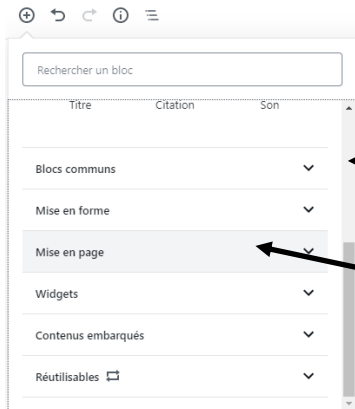 Rechercher un bloc
Titre Citation Son
Blocs communs
Mise en forme
Mise en page
Widgets
Contenus embarqués
Réutilisables